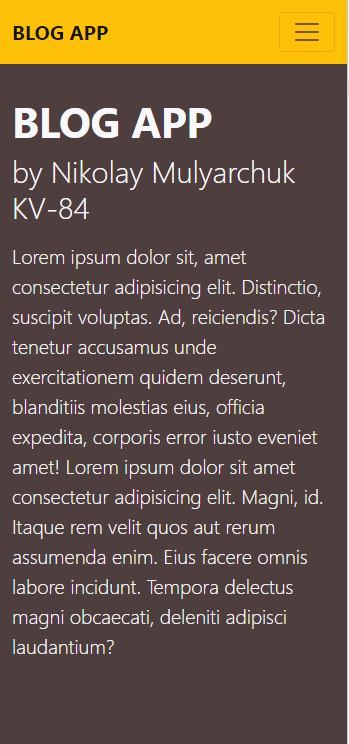 BLOG APP
BLOG APP
by Nikolay Mulyarchuk
KV-84
Lorem ipsum dolor sit, amet
consectetur adipisicing elit. Distinctio,
suscipit voluptas. Ad, reiciendis? Dicta
tenetur accusamus unde
exercitationem quidem deserunt,
blanditiis molestias eius, officia
expedita, corporis error iusto eveniet
amet! Lorem ipsum dolor sit amet
consectetur adipisicing elit. Magni, id.
Itaque rem velit quos aut rerum
assumenda enim. Eius facere omnis
labore incidunt. Tempora delectus
magni obcaecati, deleniti adipisci
laudantium?